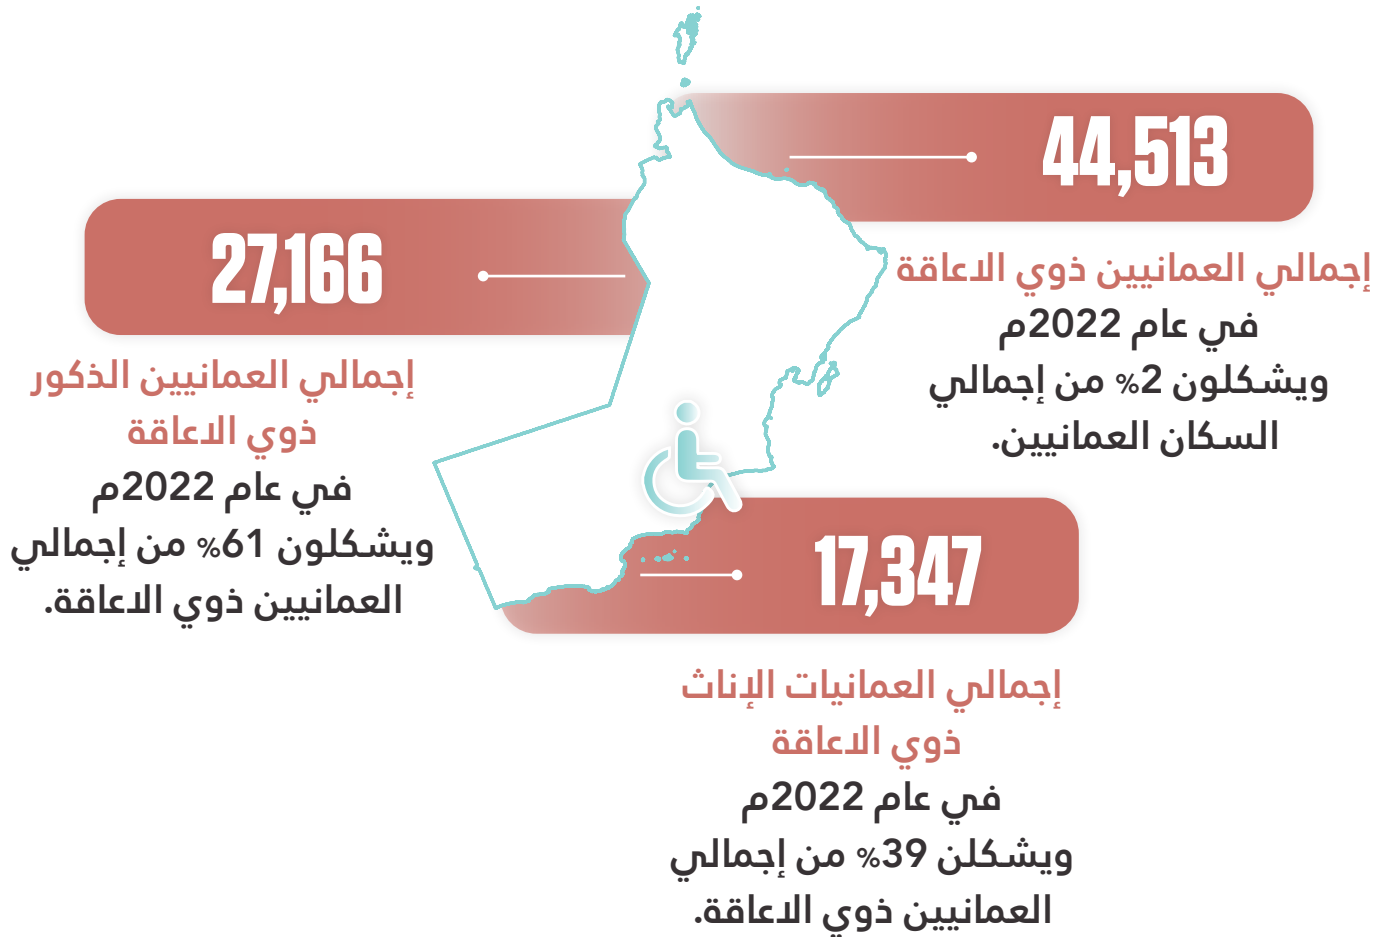 44,513
إجمالي العمانيين ذوي الاعاقة
في عام 2022م
ويشكلون 2% من إجمالي
السكان العمانيين.
27,166
إجمالي العمانيين الذكور
ذوي الاعاقة
في عام 2022م
ويشكلون 61% من إجمالي
العمانيين ذوي الاعاقة.
17,347
إجمالي العمانيات الإناث
ذوي الاعاقة
في عام 2022م
ويشكلن 39% من إجمالي
العمانيين ذوي الاعاقة.